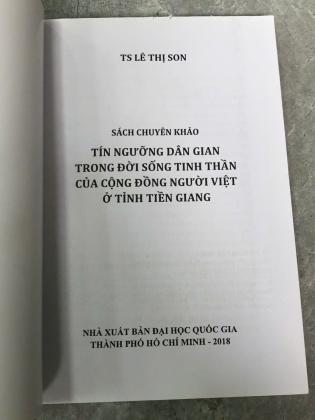 TS LÊ THỊ SON
SÁCH CHUYÊN KHẢO
TÍN NGƯỠNG DÂN GIAN
TRONG ĐỜI SỐNG TINH THẦN
CỦA CỘNG ĐỒNG NGƯỜI VIỆT
Ở TỈNH TIỀN GIANG
NHÀ XUẤT BẢN ĐẠI HỌC QUỐC GIA
THÀNH PHỐ HỒ CHÍ MINH - 2018